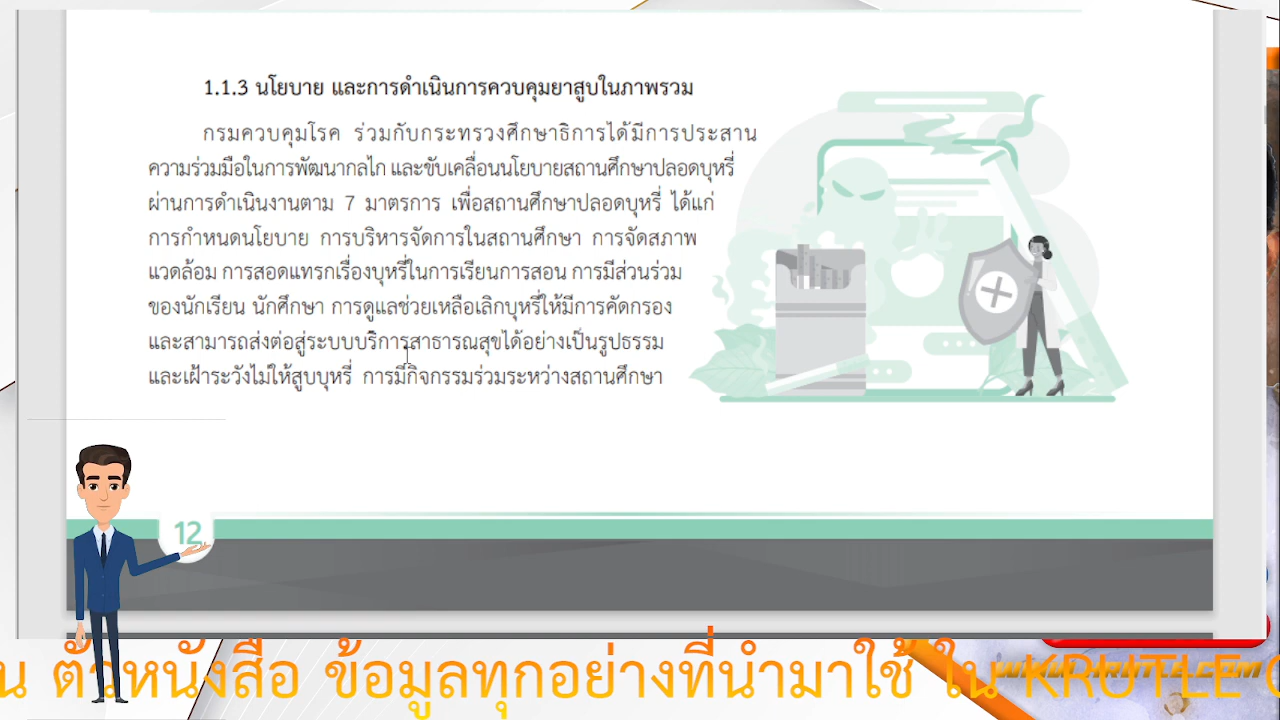 1.1.3 นโยบาย และการดำเนินการควบคุมยาสูบในภาพรวม
กรมควบคุมโรค ร่วมกับกระทรวงศึกษาธิการได้มีการประสาน
ความร่วมมือในการพัฒนากลไก และขับเคลื่อนนโยบายสถานศึกษาปลอดบุหรี่
ผ่านการดำเนินงานตาม 7 มาตรการ เพื่อสถานศึกษาปลอดบุหรี่ ได้แก่
การกำหนดนโยบาย การบริหารจัดการในสถานศึกษา การจัดสภาพ
แวดล้อม การสอดแทรกเรื่องบุหรี่ในการเรียนการสอน การมีส่วนร่วม
ของนักเรียน นักศึกษา การดูแลช่วยเหลือเลิกบุหรี่ให้มีการคัดกรอง
และสามารถส่งต่อสู่ระบบบริการสาธารณสุขได้อย่างเป็นรูปธรรม
และเฝ้าระวังไม่ให้สูบบุหรี่ การมีกิจกรรมร่วมระหว่างสถานศึกษา
12
น ตัวหนังสือ ข้อมูลทุกอย่างที่นำมาใช้ ใน KRUTLE